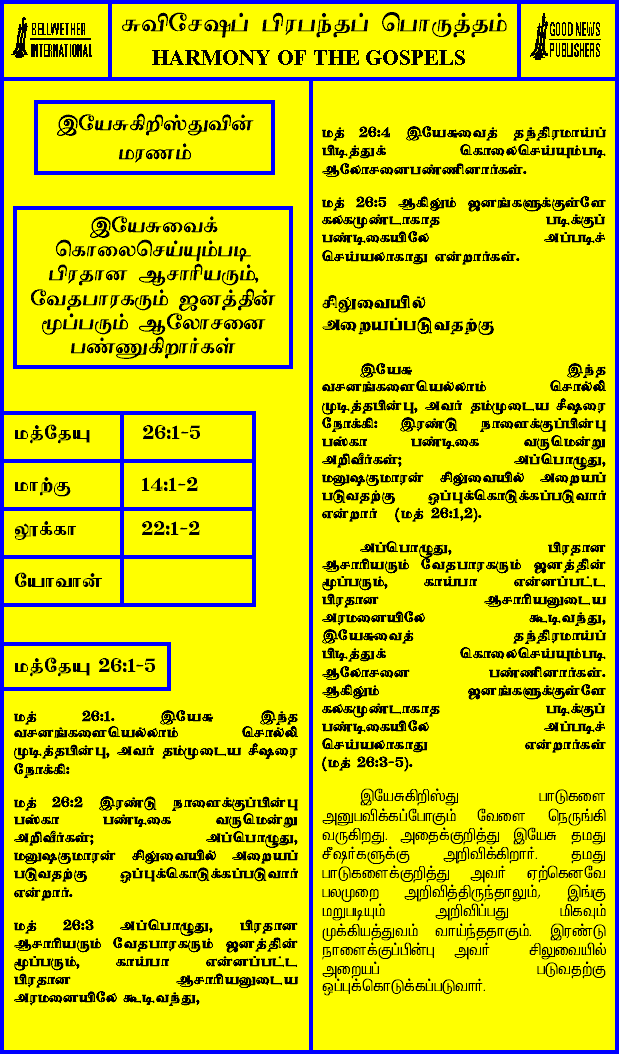 BELLWETHER
INTERNATIONAL
சுவிசேஷப் பிரபந்தப் பொருத்தம்
HARMONY OF THE GOSPELS
GOOD NEWS
PUBLISHERS
இயேசுகிறிஸ்துவின்
மரணம்
இயேசுவைக்
கொலைசெய்யும்படி
பிரதான ஆசாரியரும்,
வேதபாரகரும் ஜனத்தின்
மூப்பரும் ஆலோசனை
பண்ணுகிறார்கள்
மத்தேயு 26:1-5
மாற்கு 14:1-2
லூக்கா 22:1-2
யோவான்
மத்தேயு 26:1-5
மத் 26:1. இயேசு இந்த
வசனங்களையெல்லாம் சொல்லி
முடித்தபின்பு, அவர் தம்முடைய சீஷரை
நோக்கி:
மத் 26:2 இரண்டு நாளைக்குப்பின்பு
பஸ்கா பண்டிகை வருமென்று
அறிவீர்கள்; அப்பொழுது,
மனுஷகுமாரன் சிலுவையில் அறையப்
படுவதற்கு ஒப்புக்கொடுக்கப்படுவார்
என்றார்.
மத் 26:3 அப்பொழுது, பிரதான
ஆசாரியரும் வேதபாரகரும் ஜனத்தின்
மூப்பரும், காய்பா என்னப்பட்ட
பிரதான ஆசாரியனுடைய
அரமனையிலே கூடிவந்து,
மத் 26:4 இயேசுவைத் தந்திரமாய்ப்
பிடித்துக் கொலைசெய்யும்படி
ஆலோசனைபண்ணினார்கள்.
மத் 26:5 ஆகிலும் ஜனங்களுக்குள்ளே
கலகமுண்டாகாத படிக்குப்
பண்டிகையிலே அப்படிச்
செய்யலாகாது என்றார்கள்.
சிலுவையில்
அறையப்படுவதற்கு
இயேசு இந்த
வசனங்களையெல்லாம் சொல்லி
முடித்தபின்பு, அவர் தம்முடைய சீஷரை
நோக்கி: இரண்டு நாளைக்குப்பின்பு
பஸ்கா பண்டிகை வருமென்று
அறிவீர்கள்; அப்பொழுது,
மனுஷகுமாரன் சிலுவையில் அறையப்
படுவதற்கு ஒப்புக்கொடுக்கப்படுவார்
என்றார் (மத் 26:1,2).
அப்பொழுது, பிரதான
ஆசாரியரும் வேதபாரகரும் ஜனத்தின்
மூப்பரும், காய்பா என்னப்பட்ட
பிரதான ஆசாரியனுடைய
அரமனையிலே கூடிவந்து,
இயேசுவைத் தந்திரமாய்ப்
பிடித்துக் கொலைசெய்யும்படி
ஆலோசனை பண்ணினார்கள்.
ஆகிலும் ஜனங்களுக்குள்ளே
கலகமுண்டாகாத படிக்குப்
பண்டிகையிலே அப்படிச்
செய்யலாகாது என்றார்கள்
(மத் 26:3-5).
இயேசுகிறிஸ்து பாடுகளை
அனுபவிக்கப்போகும் வேளை நெருங்கி
வருகிறது. அதைக்குறித்து இயேசு தமது
சீஷர்களுக்கு அறிவிக்கிறார். தமது
பாடுகளைக்குறித்து அவர் ஏற்கெனவே
பலமுறை அறிவித்திருந்தாலும், இங்கு
மறுபடியும் அறிவிப்பது மிகவும்
முக்கியத்துவம் வாய்ந்ததாகும். இரண்டு
நாளைக்குப்பின்பு அவர் சிலுவையில்
அறையப் படுவதற்கு
ஒப்புக்கொடுக்கப்படுவார்.